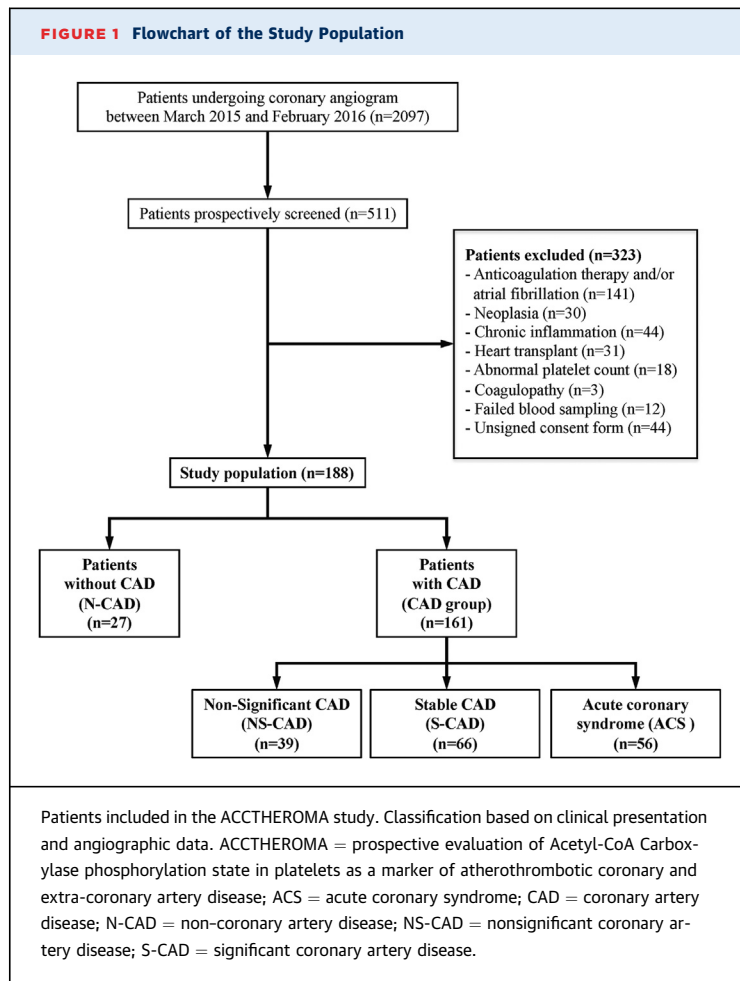 FIGURE 1 Flowchart of the Study Population
Patients undergoing coronary angiogram
between March 2015 and February 2016 (n=2097)
Patients prospectively screened (n=511)
Patients excluded (n=323)
- Anticoagulation therapy and/or
atrial fibrillation (n=141)
- Neoplasia (n=30)
- Chronic inflammation (n=44)
- Heart transplant (n=31)
- Abnormal platelet count (n=18)
- Coagulopathy (n=3)
- Failed blood sampling (n=12)
- Unsigned consent form (n=44)
Study population (n=188)
Patients
without CAD
(N-CAD)
(n=27)
Patients
with CAD
(CAD group)
(n=161)
Non-Significant CAD
(NS-CAD)
(n=39)
Stable CAD
(S-CAD)
(n=66)
Acute coronary
syndrome (ACS )
(n=56)
Patients included in the ACCTHEROMA study. Classification based on clinical presentation
and angiographic data. ACCTHEROMA = prospective evaluation of Acetyl-CoA Carbox-
ylase phosphorylation state in platelets as a marker of atherothrombotic coronary and
extra-coronary artery disease; ACS = acute coronary syndrome; CAD = coronary artery
disease; N-CAD = non-coronary artery disease; NS-CAD = nonsignificant coronary ar-
tery disease; S-CAD = significant coronary artery disease.